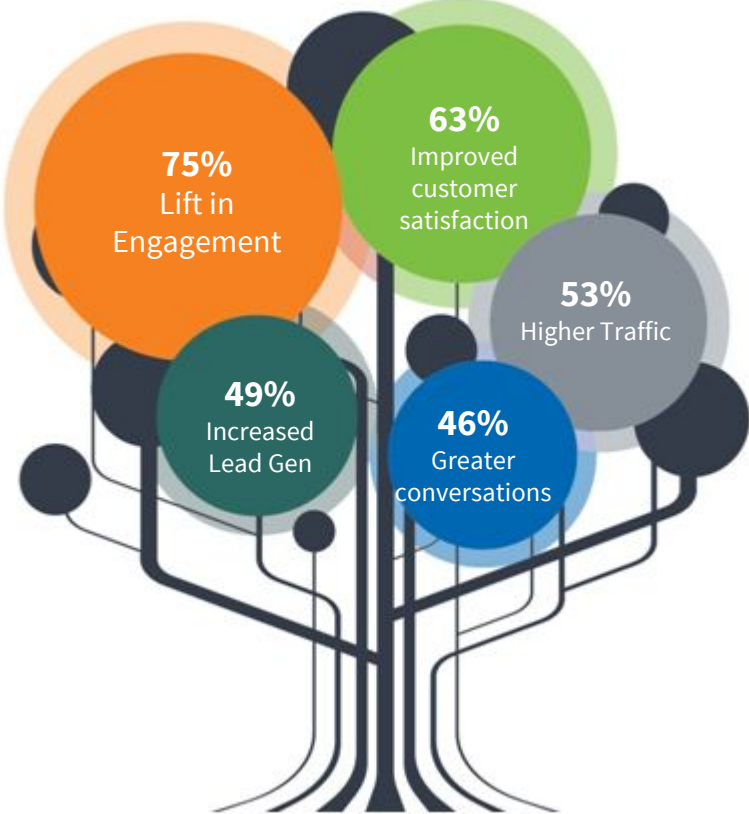 75%
Lift in
Engagement
63%
Improved
customer
satisfaction
53%
Higher Traffic
49%
Increased
Lead Gen
46%
Greater
conversations